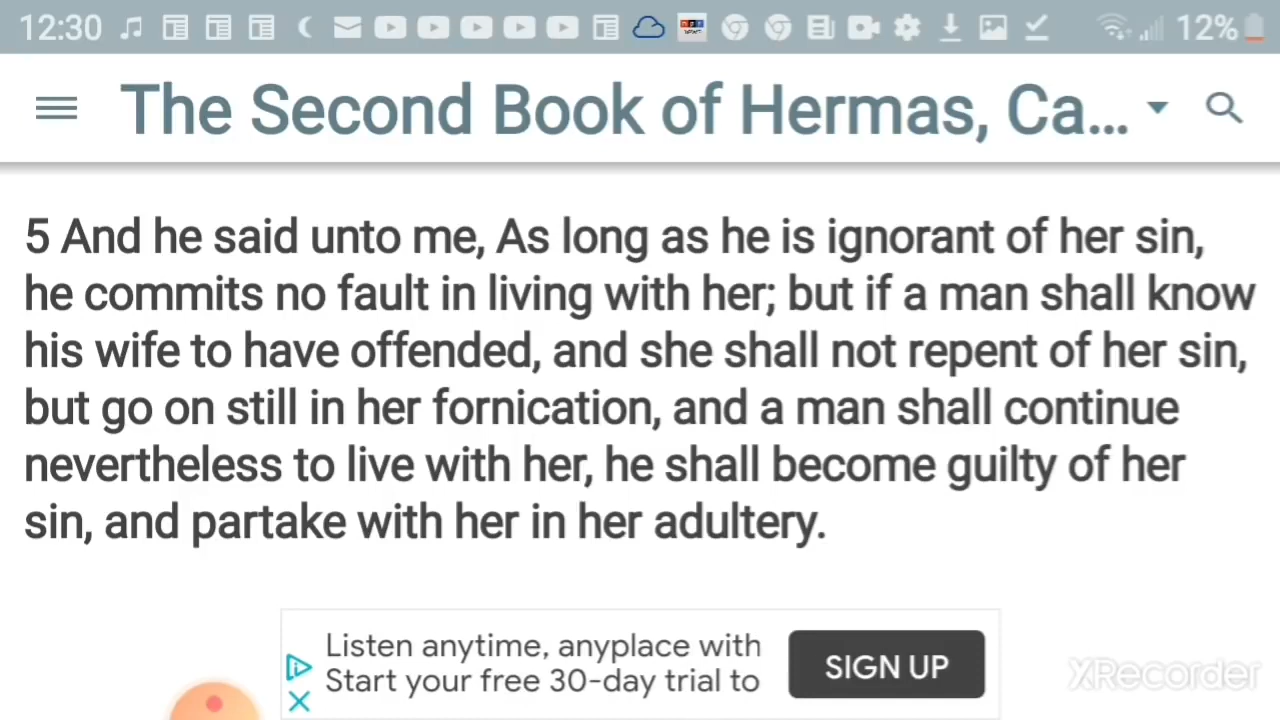 12:30 12%
The Second Book of Hermas, Ca...
5 And he said unto me, As long as he is ignorant of her sin,
he commits no fault in living with her; but if a man shall know
his wife to have offended, and she shall not repent of her sin,
but go on still in her fornication, and a man shall continue
nevertheless to live with her, he shall become guilty of her
sin, and partake with her in her adultery.
Listen anytime, anyplace with
Start your free 30-day trial to
SIGN UP
XRecorder